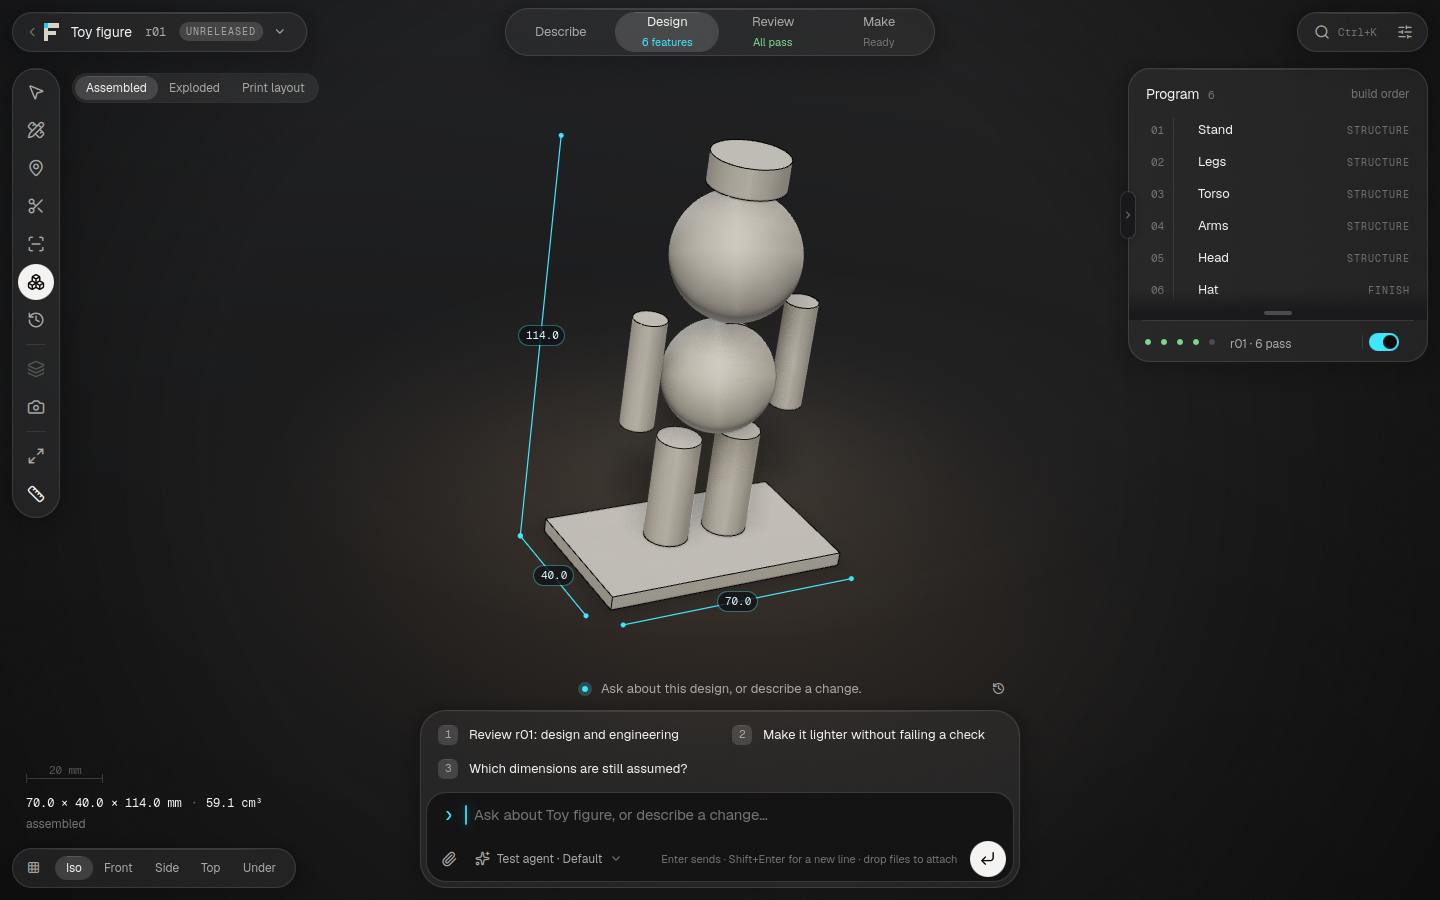 Toy figure r01 UNRELEASED
Describe
Design
6 features
Review
All pass
Make
Ready
Ctrl+K
Assembled Exploded Print layout
Program 6 build order
01 Stand STRUCTURE
02 Legs STRUCTURE
03 Torso STRUCTURE
04 Arms STRUCTURE
05 Head STRUCTURE
06 Hat FINISH
r01 · 6 pass
114.0
40.0
70.0
Ask about this design, or describe a change.
1 Review r01: design and engineering
2 Make it lighter without failing a check
3 Which dimensions are still assumed?
› Ask about Toy figure, or describe a change...
Test agent · Default
Enter sends · Shift+Enter for a new line · drop files to attach
20 mm
70.0 × 40.0 × 114.0 mm · 59.1 cm³
assembled
Iso Front Side Top Under